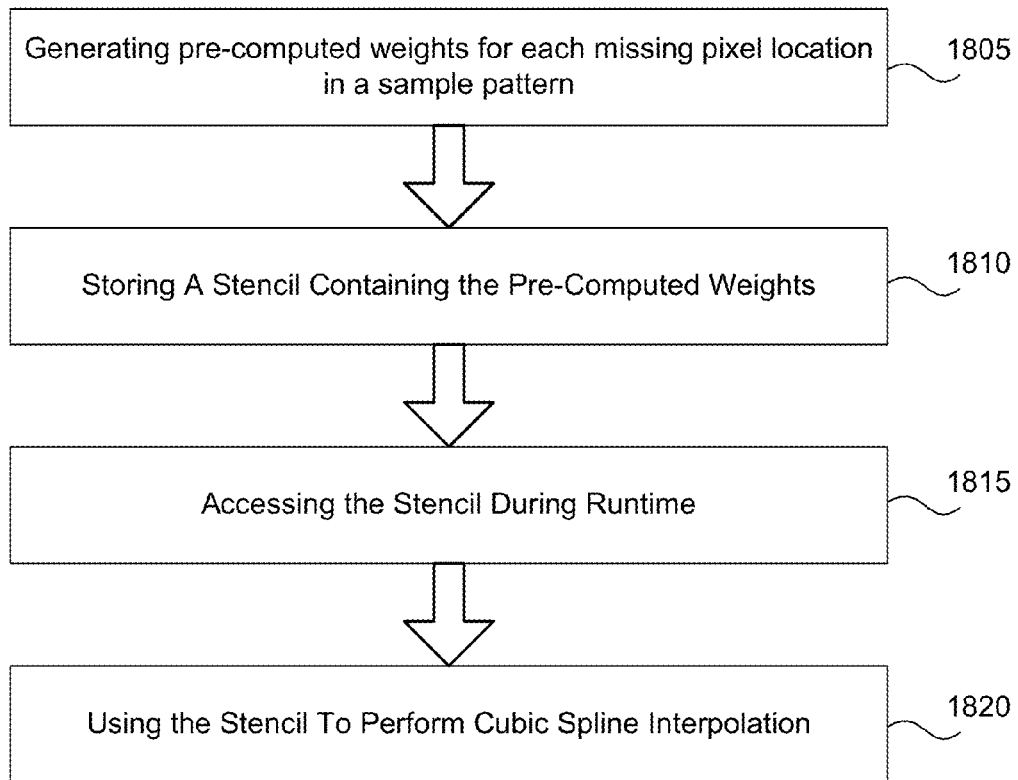 Generating pre-computed weights for each missing pixel location
in a sample pattern
1805
Storing A Stencil Containing the Pre-Computed Weights
1810
Accessing the Stencil During Runtime
1815
Using the Stencil To Perform Cubic Spline Interpolation
1820